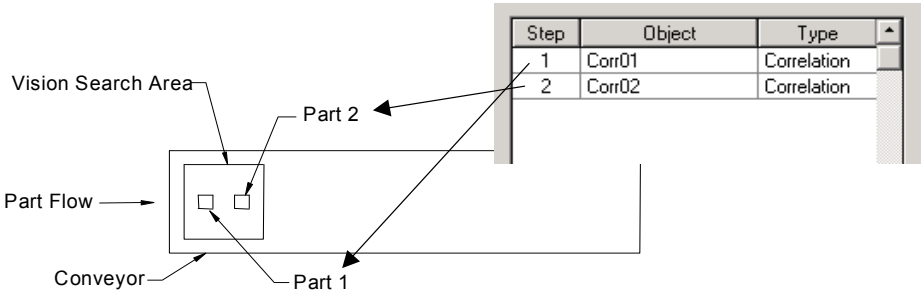 Step Object Type
1 Corr01 Correlation
2 Corr02 Correlation
Vision Search Area
Part 2
Part Flow
Conveyor
Part 1